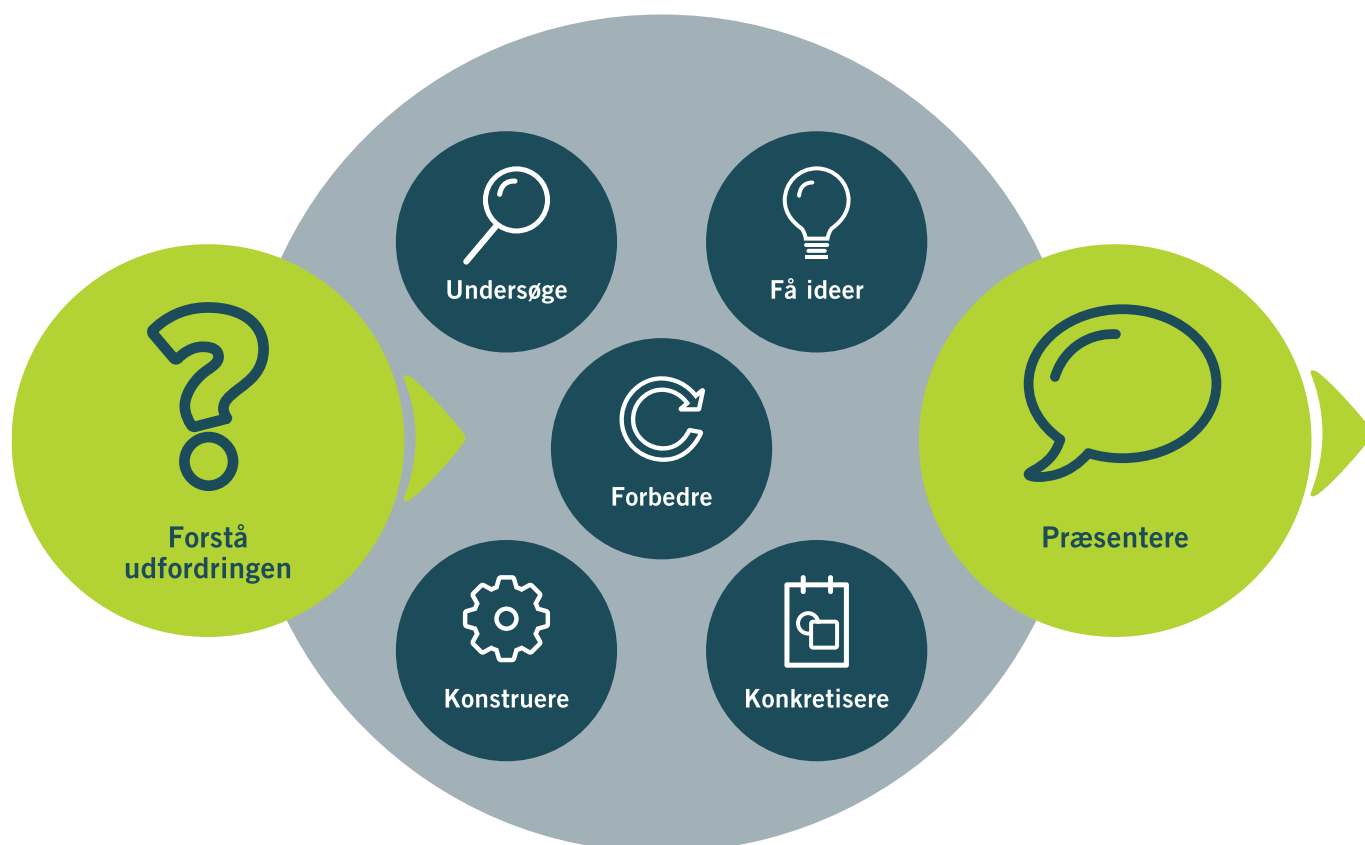 Undersøge
Få ideer
Forbedre
Forstå
udfordringen
Præsentere
Konstruere
Konkretisere